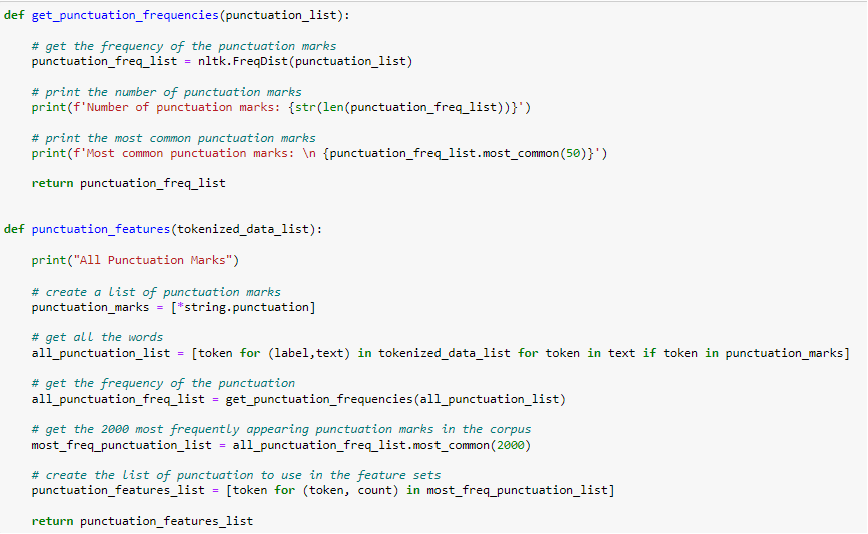 def get_punctuation_frequencies(punctuation_list):
# get the frequency of the punctuation marks
punctuation_freq_list = nltk.FreqDist(punctuation_list)
# print the number of punctuation marks
print(f'Number of punctuation marks: {str(len(punctuation_freq_list))}')
# print the most common punctuation marks
print(f'Most common punctuation marks: \n {punctuation_freq_list.most_common(50)}')
return punctuation_freq_list
def punctuation_features(tokenized_data_list):
print("All Punctuation Marks")
# create a list of punctuation marks
punctuation_marks = [*string.punctuation]
# get all the words
all_punctuation_list = [token for (label,text) in tokenized_data_list for token in text if token in punctuation_marks]
# get the frequency of the punctuation
all_punctuation_freq_list = get_punctuation_frequencies(all_punctuation_list)
# get the 2000 most frequently appearing punctuation marks in the corpus
most_freq_punctuation_list = all_punctuation_freq_list.most_common(2000)
# create the list of punctuation to use in the feature sets
punctuation_features_list = [token for (token, count) in most_freq_punctuation_list]
return punctuation_features_list